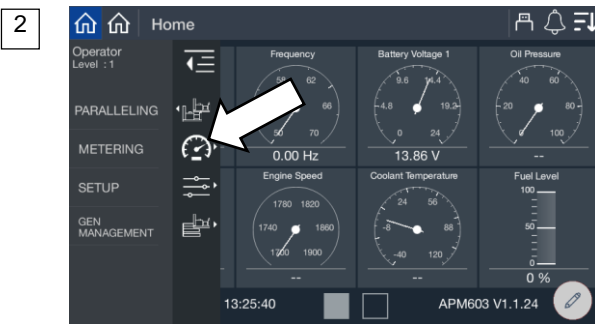 2
Home
Operator
Level : 1
PARALLELING
METERING
SETUP
GEN
MANAGEMENT
Frequency
58 62
66
50 70
0.00 Hz
Battery Voltage 1
9.6 14.4
4.8 19.2
0 24
13.86 V
Oil Pressure
40 60
20 80
0 100
--
Engine Speed
1780 1820
1740 1860
1700 1900
--
Coolant Temperature
24 56
-8 88
-40 120
--
Fuel Level
100
50
0
0 %
13:25:40
APM603 V1.1.24